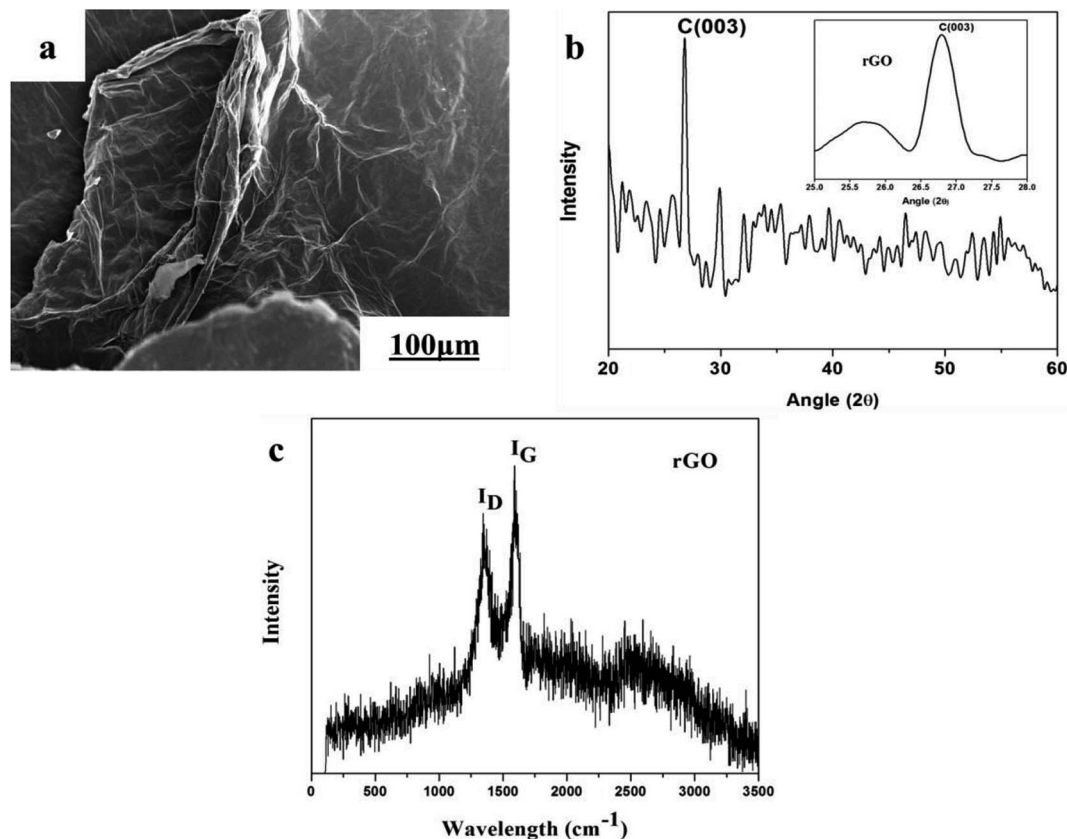 a
100µm
b
C(003)
C(003)
rGO
25.0 25.5 26.0 26.5 27.0 27.5 28.0
Angle (2θ)
Intensity
20 30 40 50 60
Angle (2θ)
c
I_G
I_D
rGO
Intensity
0 500 1000 1500 2000 2500 3000 3500
Wavelength (cm⁻¹)